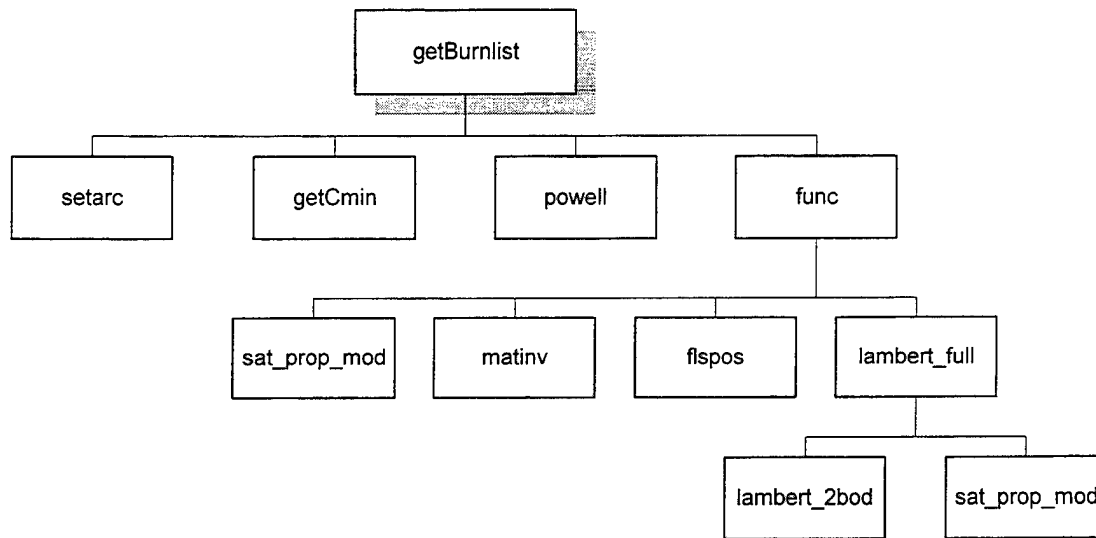 getBurnlist
setarc
getCmin
powell
func
sat_prop_mod
matinv
flspos
lambert_full
lambert_2bod
sat_prop_mod